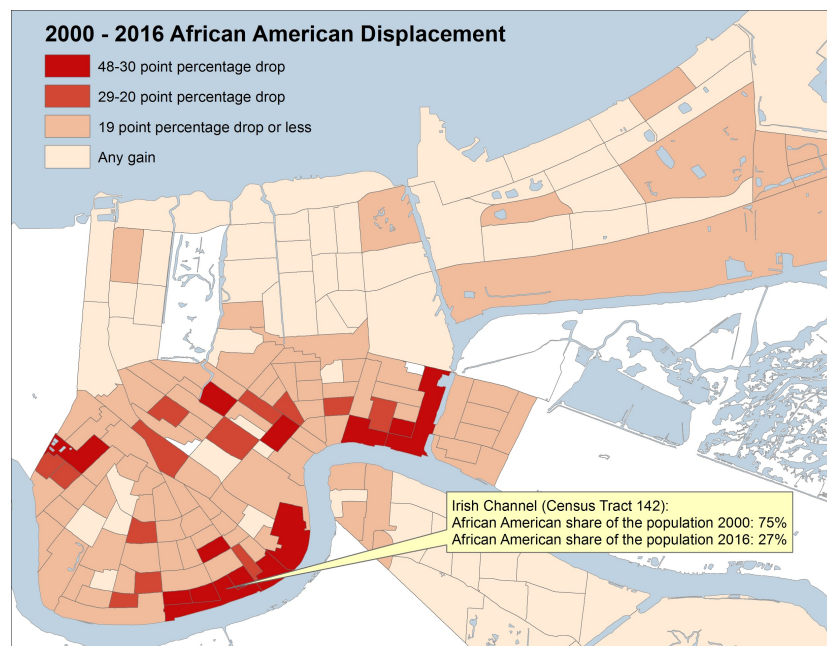 2000 - 2016 African American Displacement
48-30 point percentage drop
29-20 point percentage drop
19 point percentage drop or less
Any gain
Irish Channel (Census Tract 142):
African American share of the population 2000: 75%
African American share of the population 2016: 27%